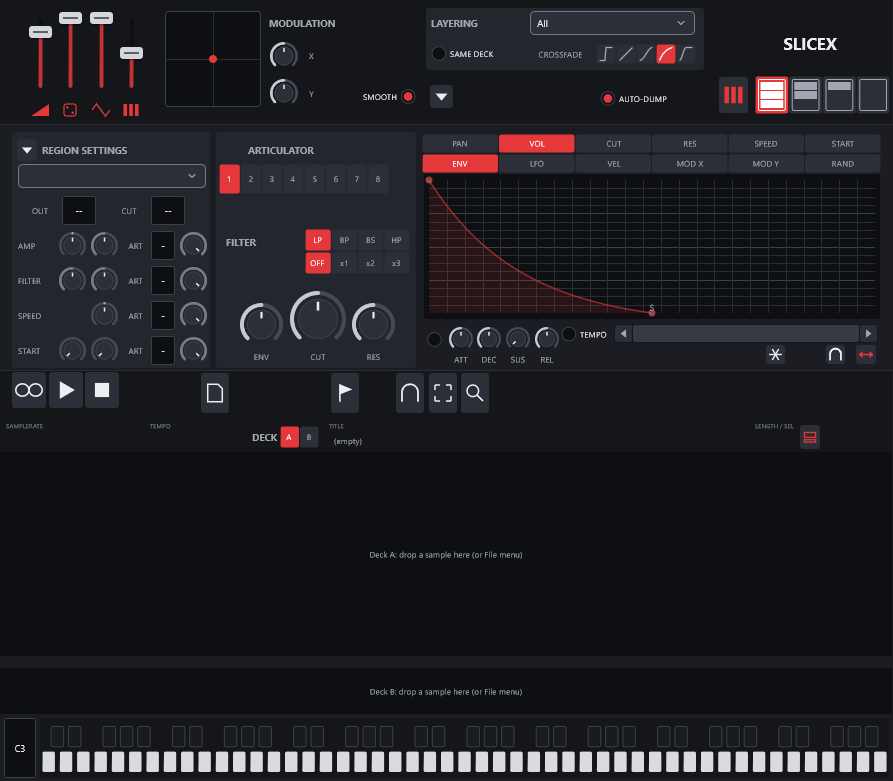 MODULATION
X
Y
SMOOTH
LAYERING
All
SAME DECK
CROSSFADE
AUTO-DUMP
SLICEX
REGION SETTINGS
OUT -- CUT --
AMP ART -
FILTER ART -
SPEED ART -
START ART -
ARTICULATOR
1 2 3 4 5 6 7 8
FILTER
LP BP BS HP
OFF x1 x2 x3
ENV CUT RES
PAN VOL CUT RES SPEED START
ENV LFO VEL MOD X MOD Y RAND
S
TEMPO
ATT DEC SUS REL
SAMPLERATE TEMPO TITLE LENGTH / SEL
DECK A B (empty)
Deck A: drop a sample here (or File menu)
Deck B: drop a sample here (or File menu)
C3